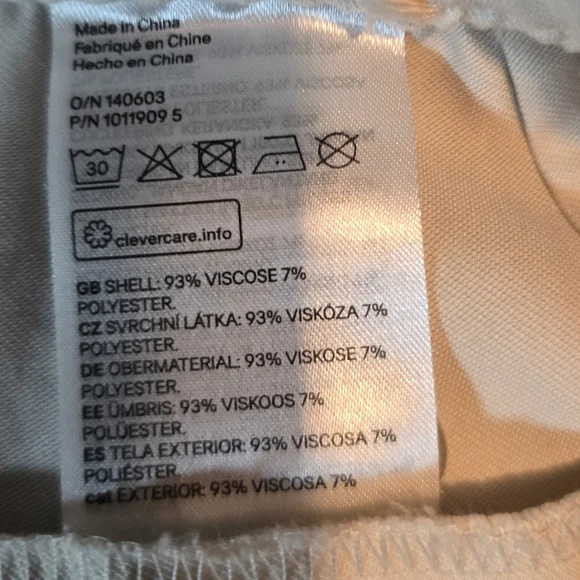 Made in China
Fabriqué en Chine
Hecho en China
O/N 140603
P/N 1011909 5
30
clevercare.info
GB SHELL: 93% VISCOSE 7%
POLYESTER.
CZ SVRCHNÍ LÁTKA: 93% VISKÓZA 7%
POLYESTER.
DE OBERMATERIAL: 93% VISKOSE 7%
POLYESTER.
EE ÜMBRIS: 93% VISKOOS 7%
POLÜESTER.
ES TELA EXTERIOR: 93% VISCOSA 7%
POLIÉSTER.
cat EXTERIOR: 93% VISCOSA 7%